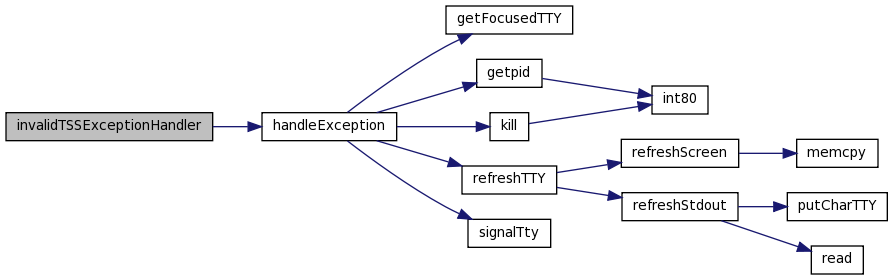 getFocusedTTY
getpid
int80
invalidTSSExceptionHandler
handleException
kill
refreshScreen
memcpy
refreshTTY
refreshStdout
putCharTTY
signalTty
read